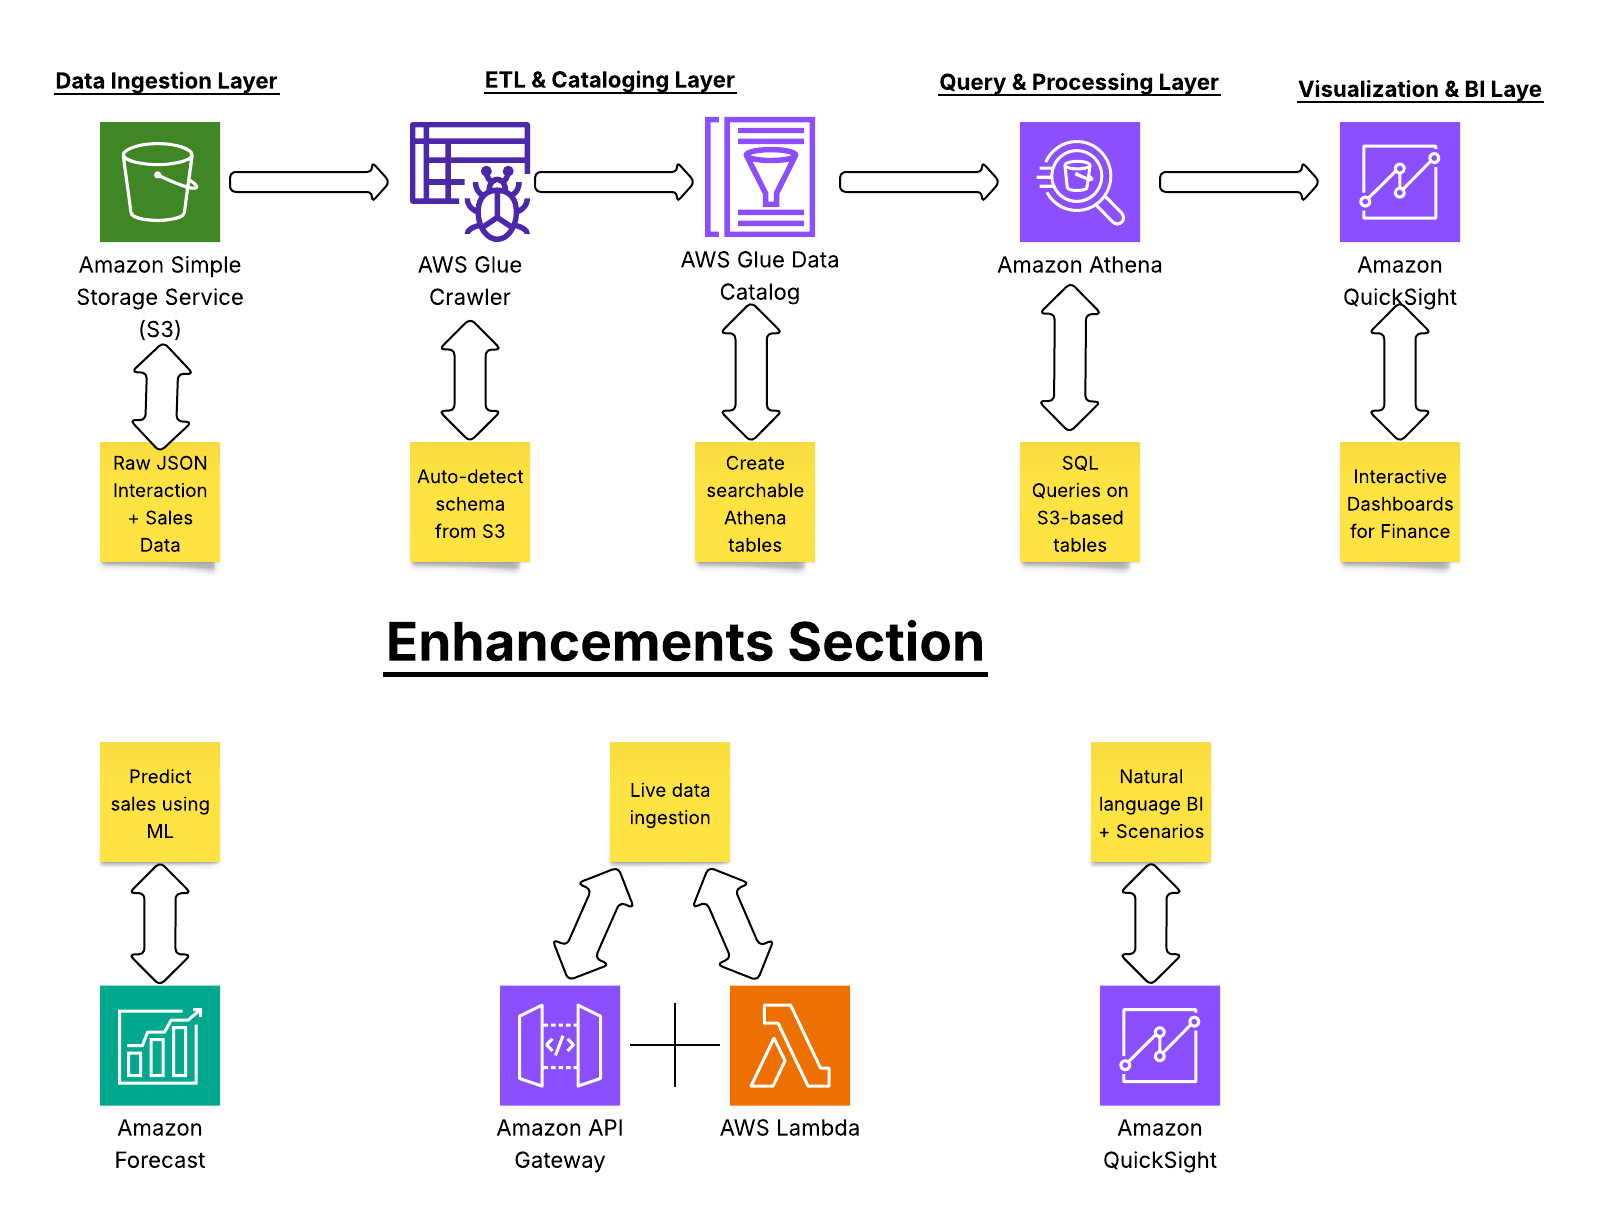 Data Ingestion Layer
ETL & Cataloging Layer
Query & Processing Layer
Visualization & BI Laye
Amazon Simple
Storage Service
(S3)
AWS Glue
Crawler
AWS Glue Data
Catalog
Amazon Athena
Amazon
QuickSight
Raw JSON
Interaction
+ Sales
Data
Auto-detect
schema
from S3
Create
searchable
Athena
tables
SQL
Queries on
S3-based
tables
Interactive
Dashboards
for Finance
Enhancements Section
Predict
sales using
ML
Live data
ingestion
Natural
language BI
+ Scenarios
Amazon
Forecast
Amazon API
Gateway
AWS Lambda
Amazon
QuickSight